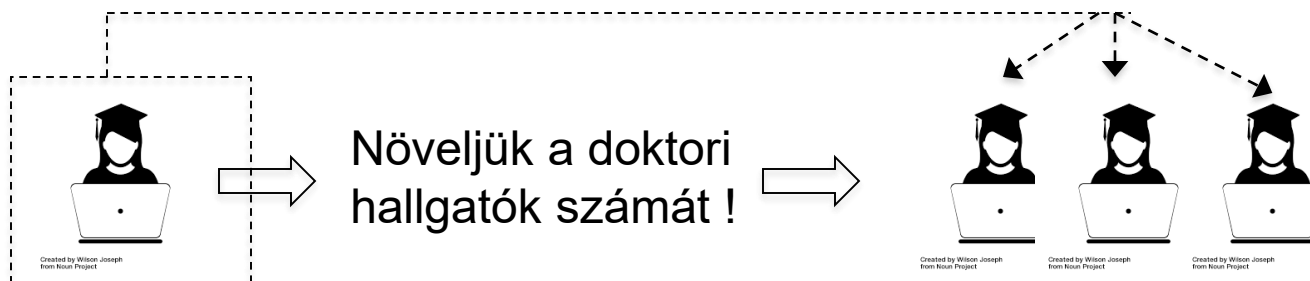 Növeljük a doktori
hallgatók számát !
Created by Wilson Joseph
from Noun Project
Created by Wilson Joseph
from Noun Project
Created by Wilson Joseph
from Noun Project
Created by Wilson Joseph
from Noun Project